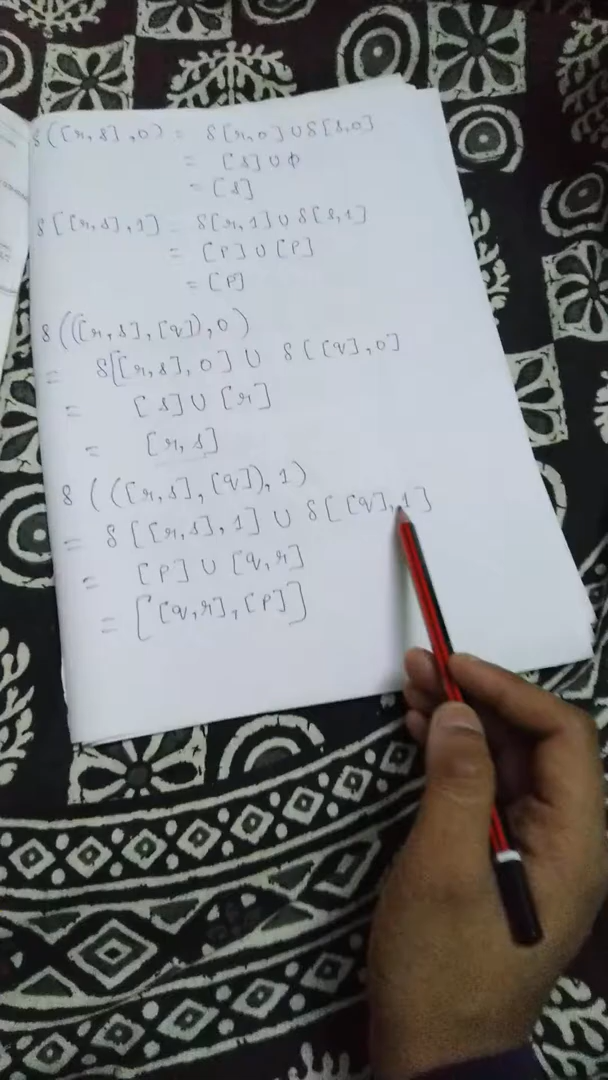 δ([r,s],0) = δ[r,0]∪δ[s,0]
= [s]∪ϕ
= [s]
δ[[r,s],1] = δ[r,1]∪δ[s,1]
= [p]∪[p]
= [p]
δ(([r,s],[q]),0)
= δ[[r,s],0]∪ δ([q],0]
= [s]∪[r]
= [r,s]
δ(([r,s],[q]),1)
= δ[[r,s],1]∪ δ[[q],1]
= [p]∪[q,r]
= [[q,r],[p]]